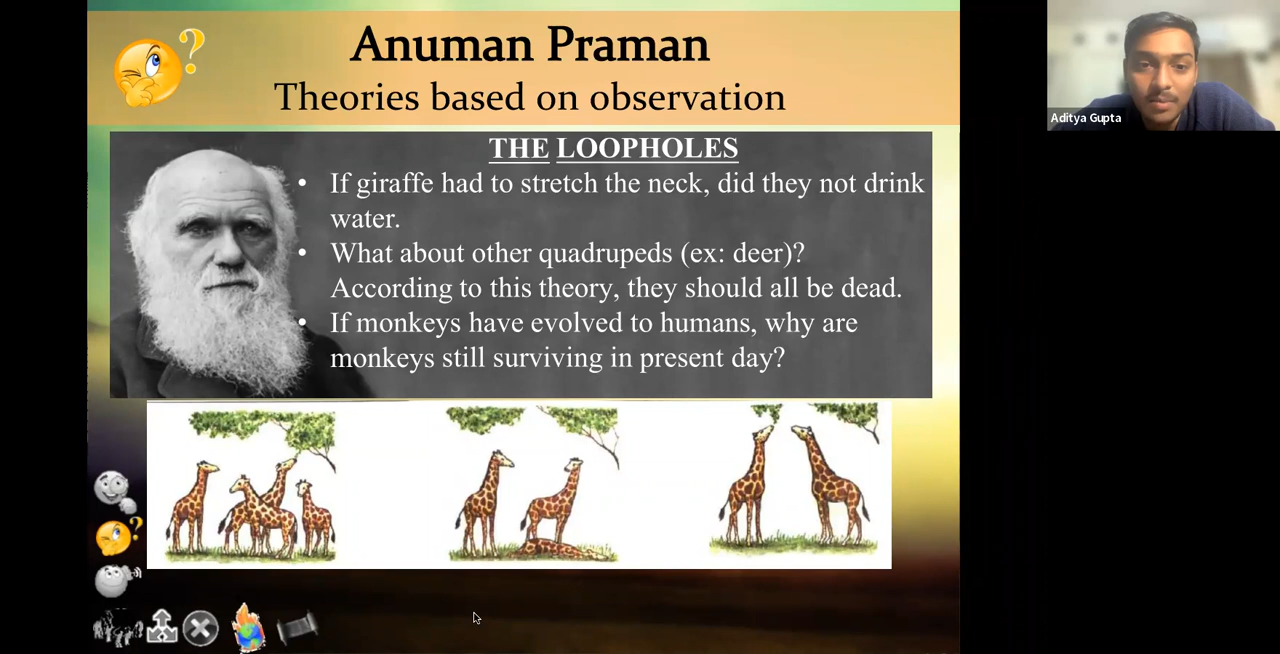 Anuman Praman
Theories based on observation
THE LOOPHOLES
• If giraffe had to stretch the neck, did they not drink
water.
• What about other quadrupeds (ex: deer)?
According to this theory, they should all be dead.
• If monkeys have evolved to humans, why are
monkeys still surviving in present day?
Aditya Gupta